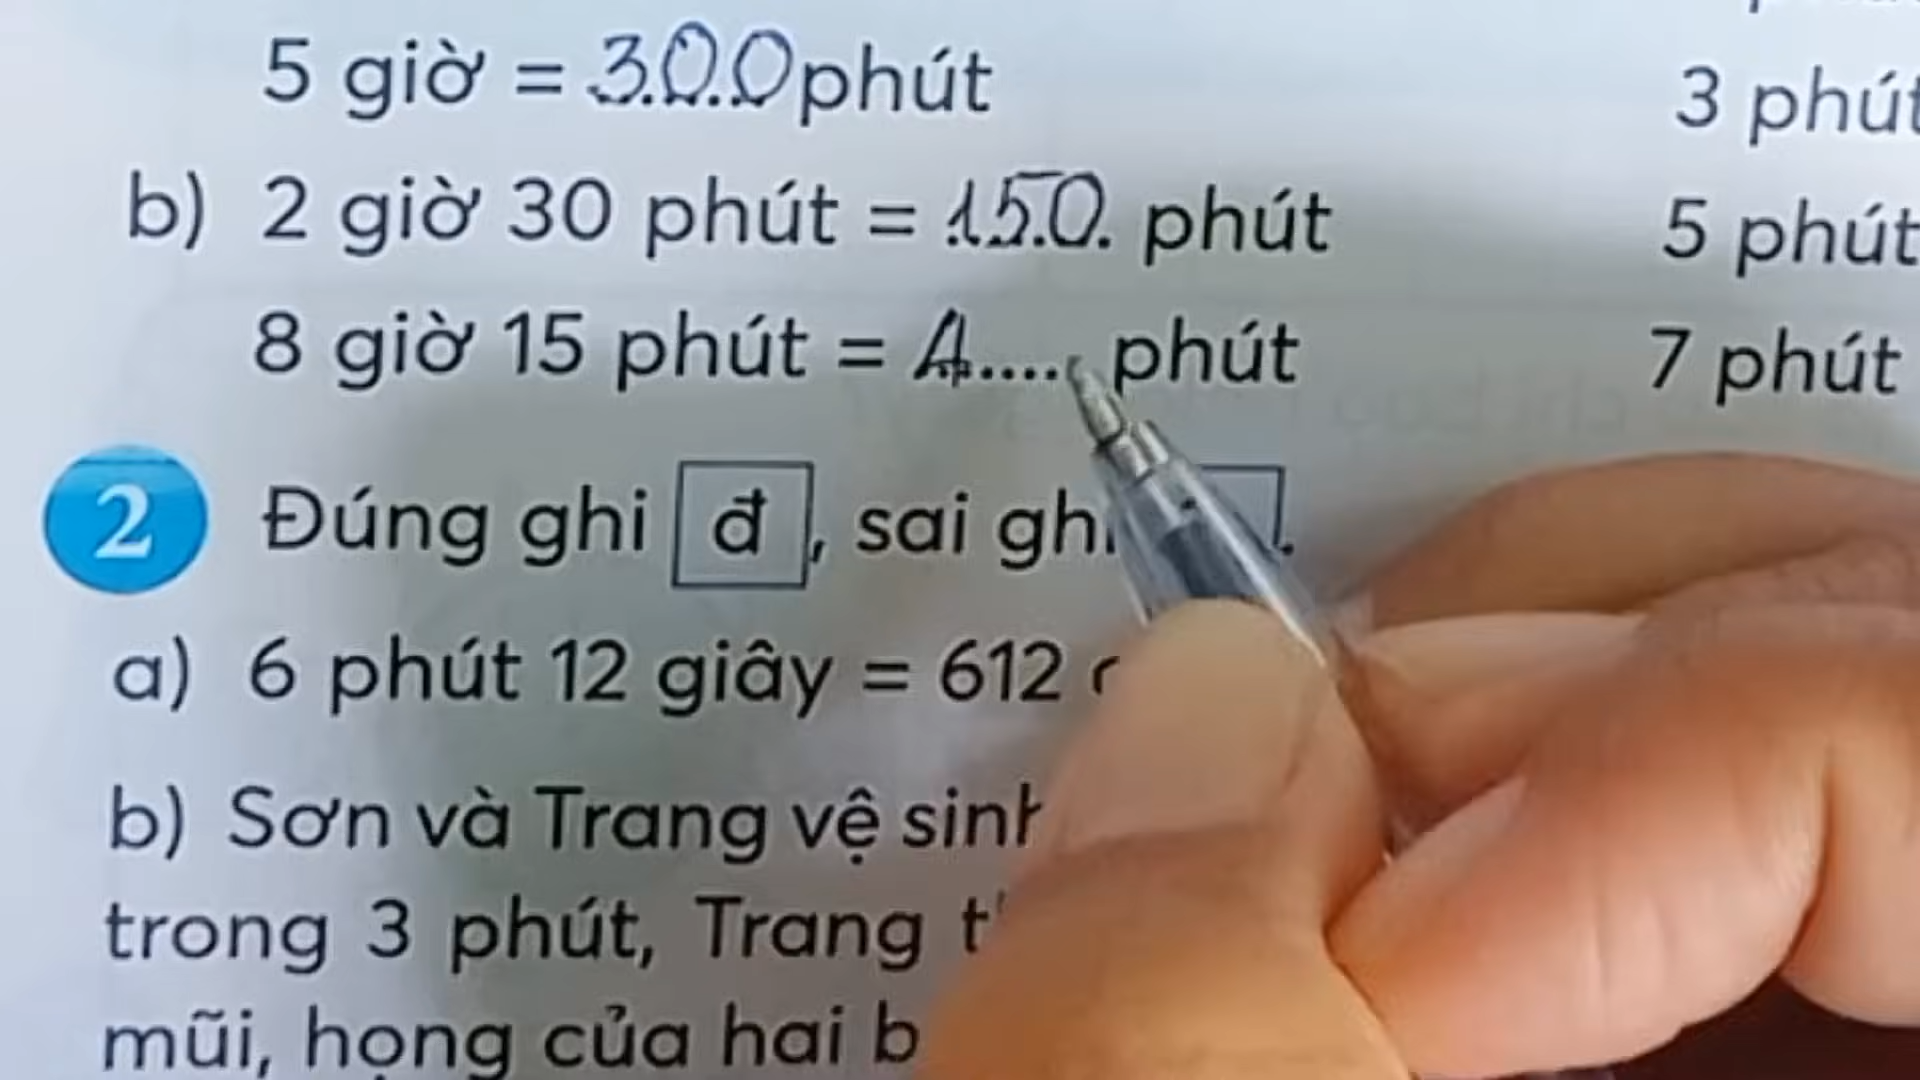 5 giờ = 300 phút
3 phút
b) 2 giờ 30 phút = 150 phút
5 phút
8 giờ 15 phút = 4.... phút
7 phút
2 Đúng ghi đ, sai
a) 6 phút 12 giây = 612
b) Sơn và Trang vệ
trong 3 phút, Trang
mũi, họng của hai